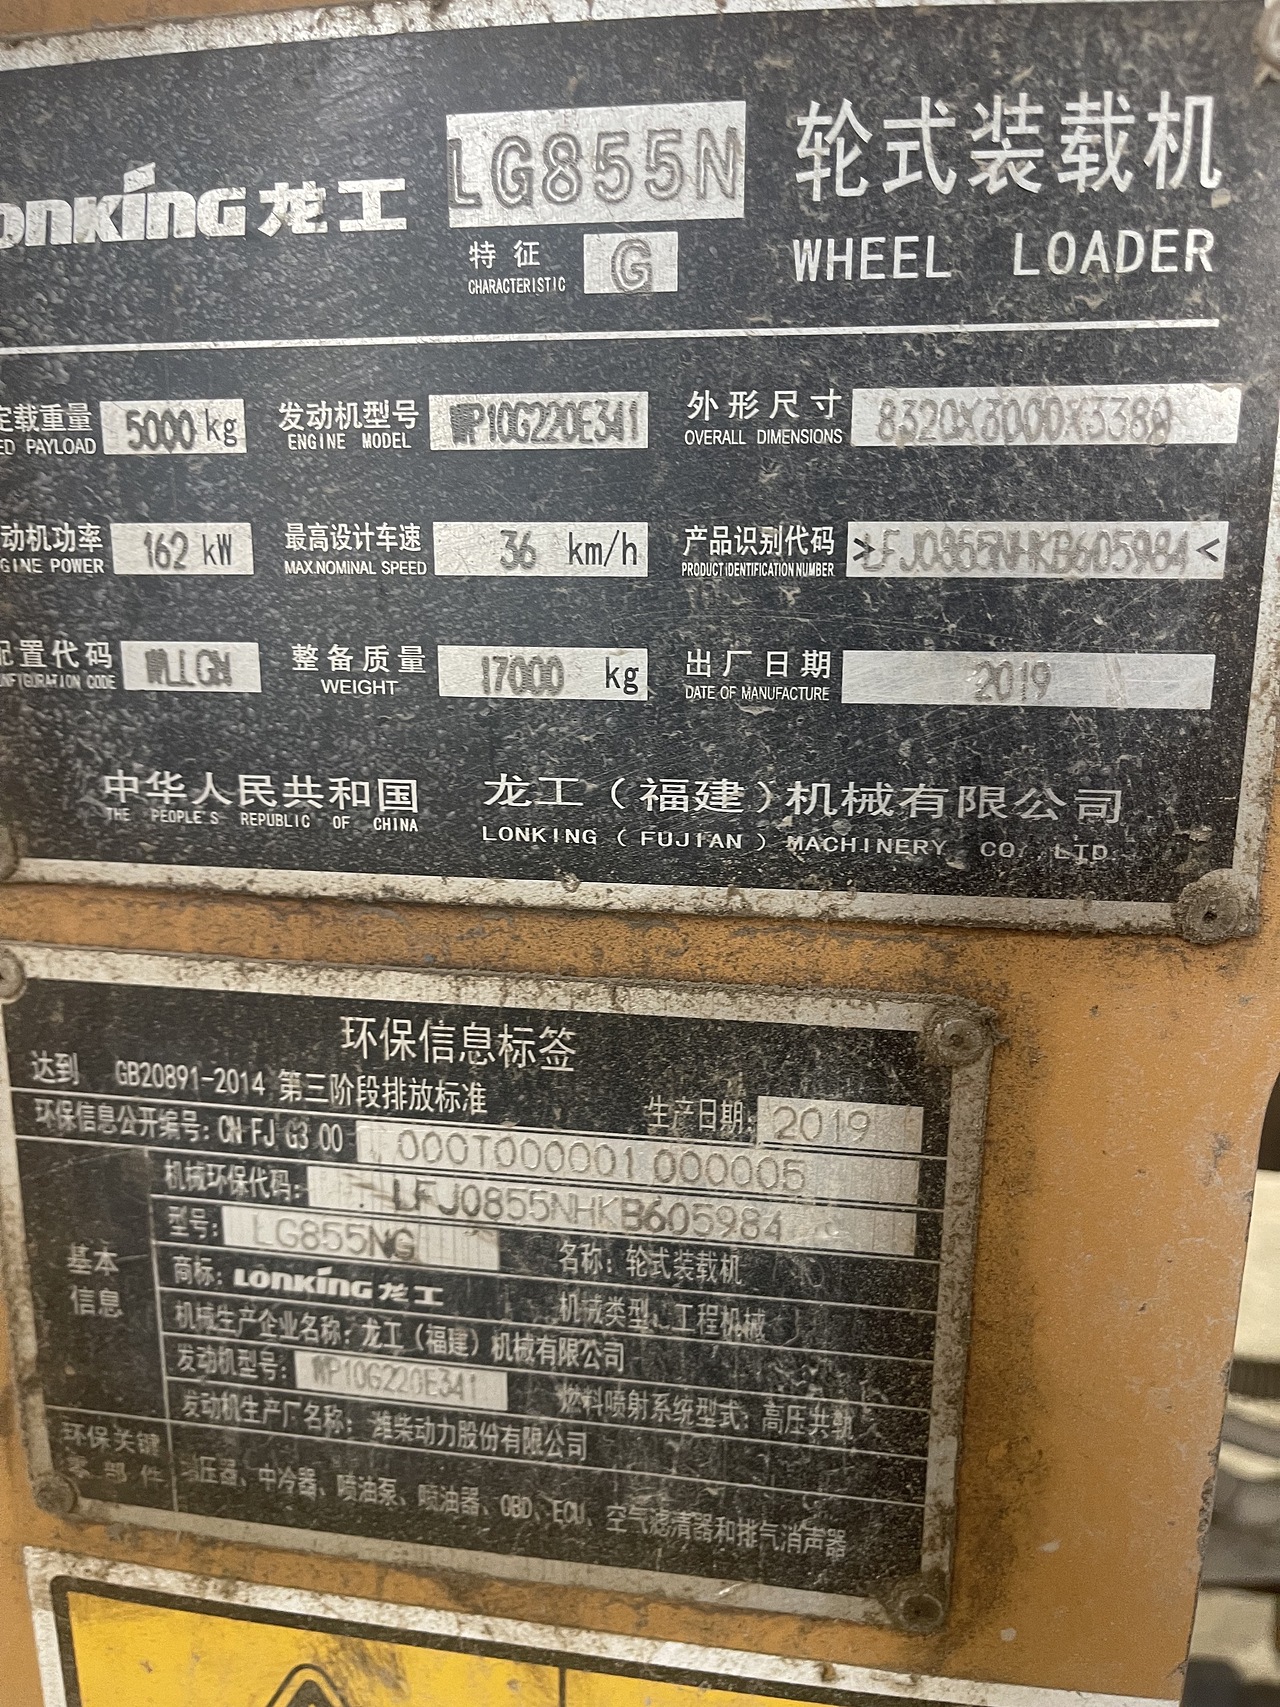 LONKING 龙工 LG855N 轮式装载机
特征 G WHEEL LOADER
CHARACTERISTIC
定载重量 5000 kg 发动机型号 WP10G220E341 外形尺寸 8320X3000X3380
ED PAYLOAD ENGINE MODEL OVERALL DIMENSIONS
动机功率 162 kW 最高设计车速 36 km/h 产品识别代码 >LFJ0855NHKB605984<
GINE POWER MAX.NOMINAL SPEED PRODUCT IDENTIFICATION NUMBER
配置代码 WLLGN 整备质量 17000 kg 出厂日期 2019
NFIGURATION CODE WEIGHT DATE OF MANUFACTURE
中华人民共和国 龙工（福建）机械有限公司
THE PEOPLE'S REPUBLIC OF CHINA LONKING ( FUJIAN ) MACHINERY CO., LTD.
环保信息标签
达到 GB20891-2014 第三阶段排放标准 生产日期: 2019
环保信息公开编号: CN FJ G3 00 000T000001 000005
基本信息
机械环保代码: LFJ0855NHKB605984
型号: LG855NG 名称: 轮式装载机
商标: LONKING 龙工 机械类型: 工程机械
机械生产企业名称: 龙工（福建）机械有限公司
发动机型号: WP10G220E341 燃料喷射系统型式: 高压共轨
发动机生产厂名称: 潍柴动力股份有限公司
环保关键零部件 增压器、中冷器、喷油泵、喷油器、OBD、ECU、空气滤清器和排气消声器